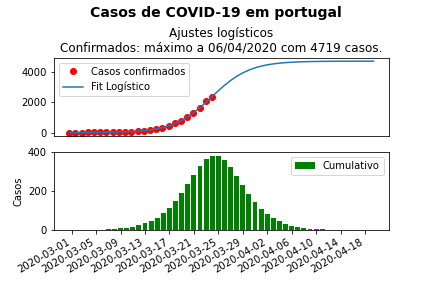 Casos de COVID-19 em portugal
Ajustes logísticos
Confirmados: máximo a 06/04/2020 com 4719 casos.
4000
2000
0
Casos confirmados
Fit Logístico
400
200
0
Casos
Cumulativo
2020-03-01
2020-03-05
2020-03-09
2020-03-13
2020-03-17
2020-03-21
2020-03-25
2020-03-29
2020-04-02
2020-04-06
2020-04-10
2020-04-14
2020-04-18